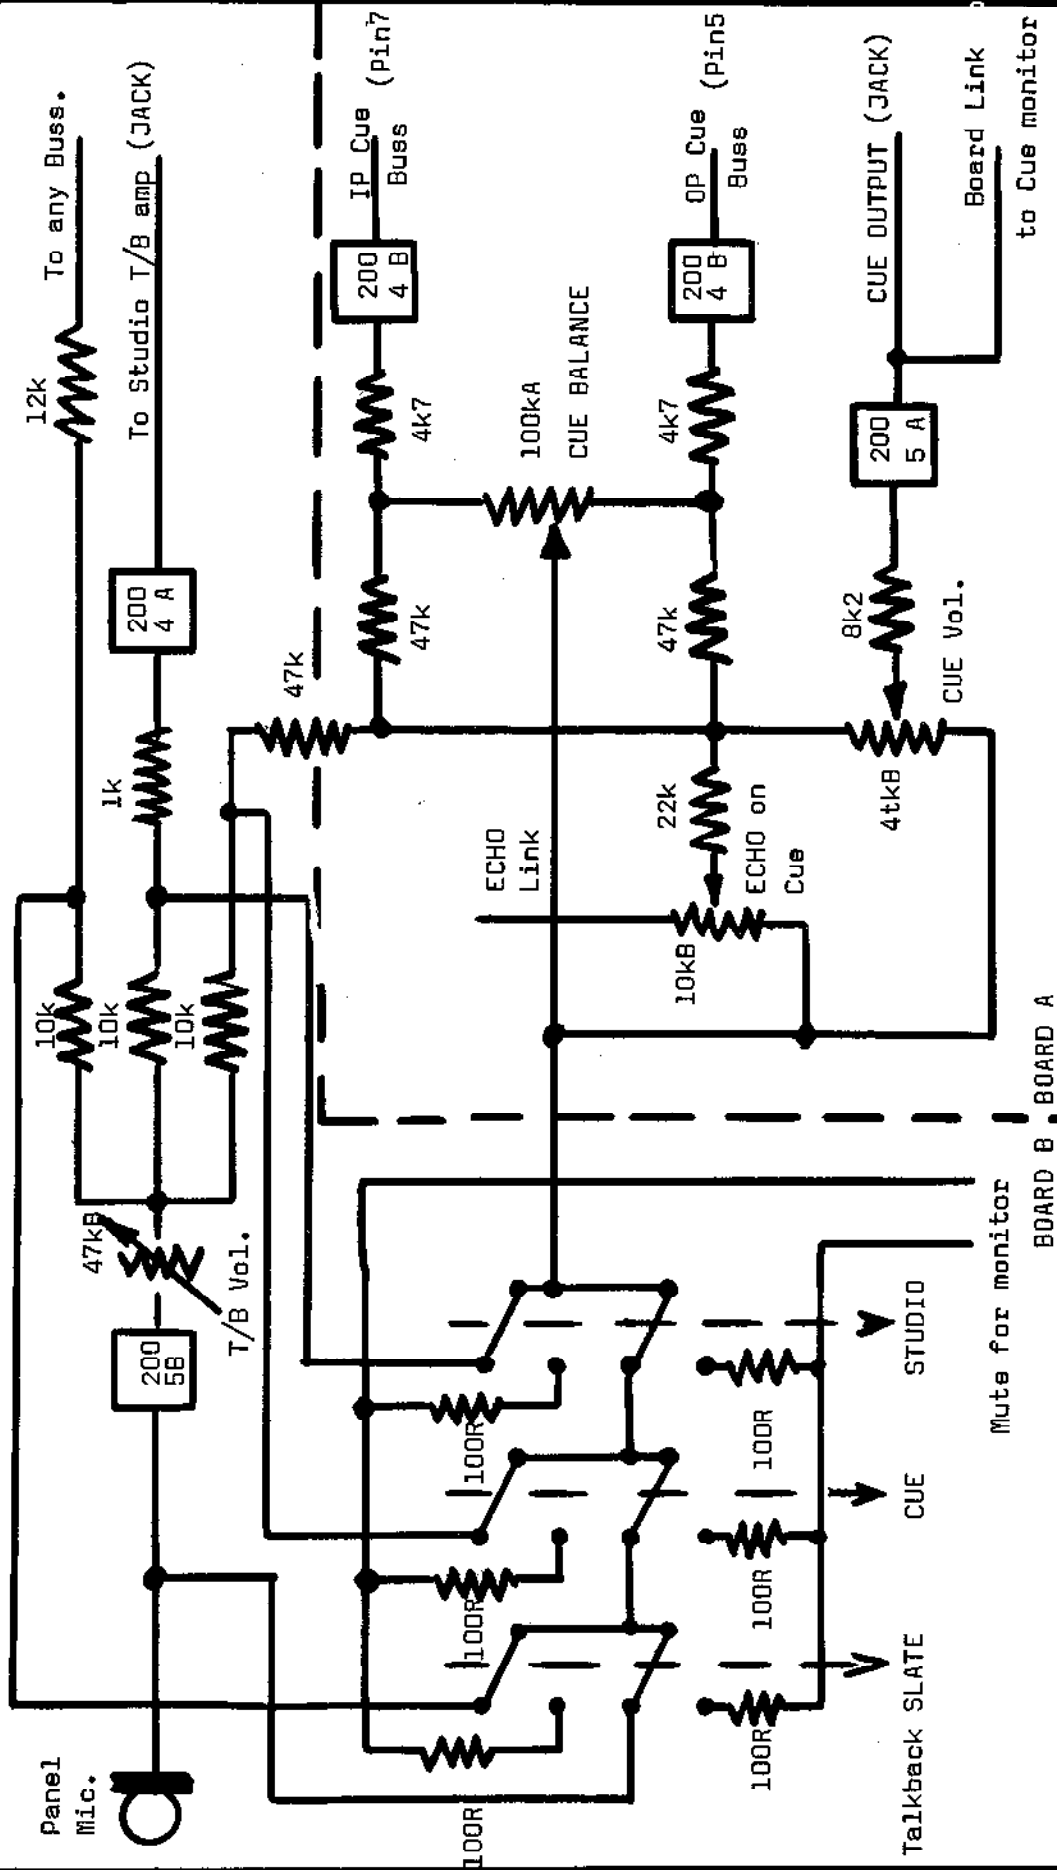 Panel
Mic.
200
5B
47kB
T/B Vol.
10k
10k
10k
12k
To any Buss.
1k
200
4 A
To Studio T/B amp (JACK)
47k
47k
4k7
200
4 B
IP Cue (Pin7
Buss
100R
100R
100R
ECHO
Link
100kA
CUE BALANCE
10kB
22k
ECHO on
Cue
47k
4k7
200
4 B
OP Cue (Pin5
Buss
100R
100R
100R
4tkB
CUE Vol.
8k2
200
5 A
CUE OUTPUT (JACK)
Board Link
to Cue monitor
Talkback SLATE
CUE
STUDIO
Mute for monitor
BOARD B . BOARD A